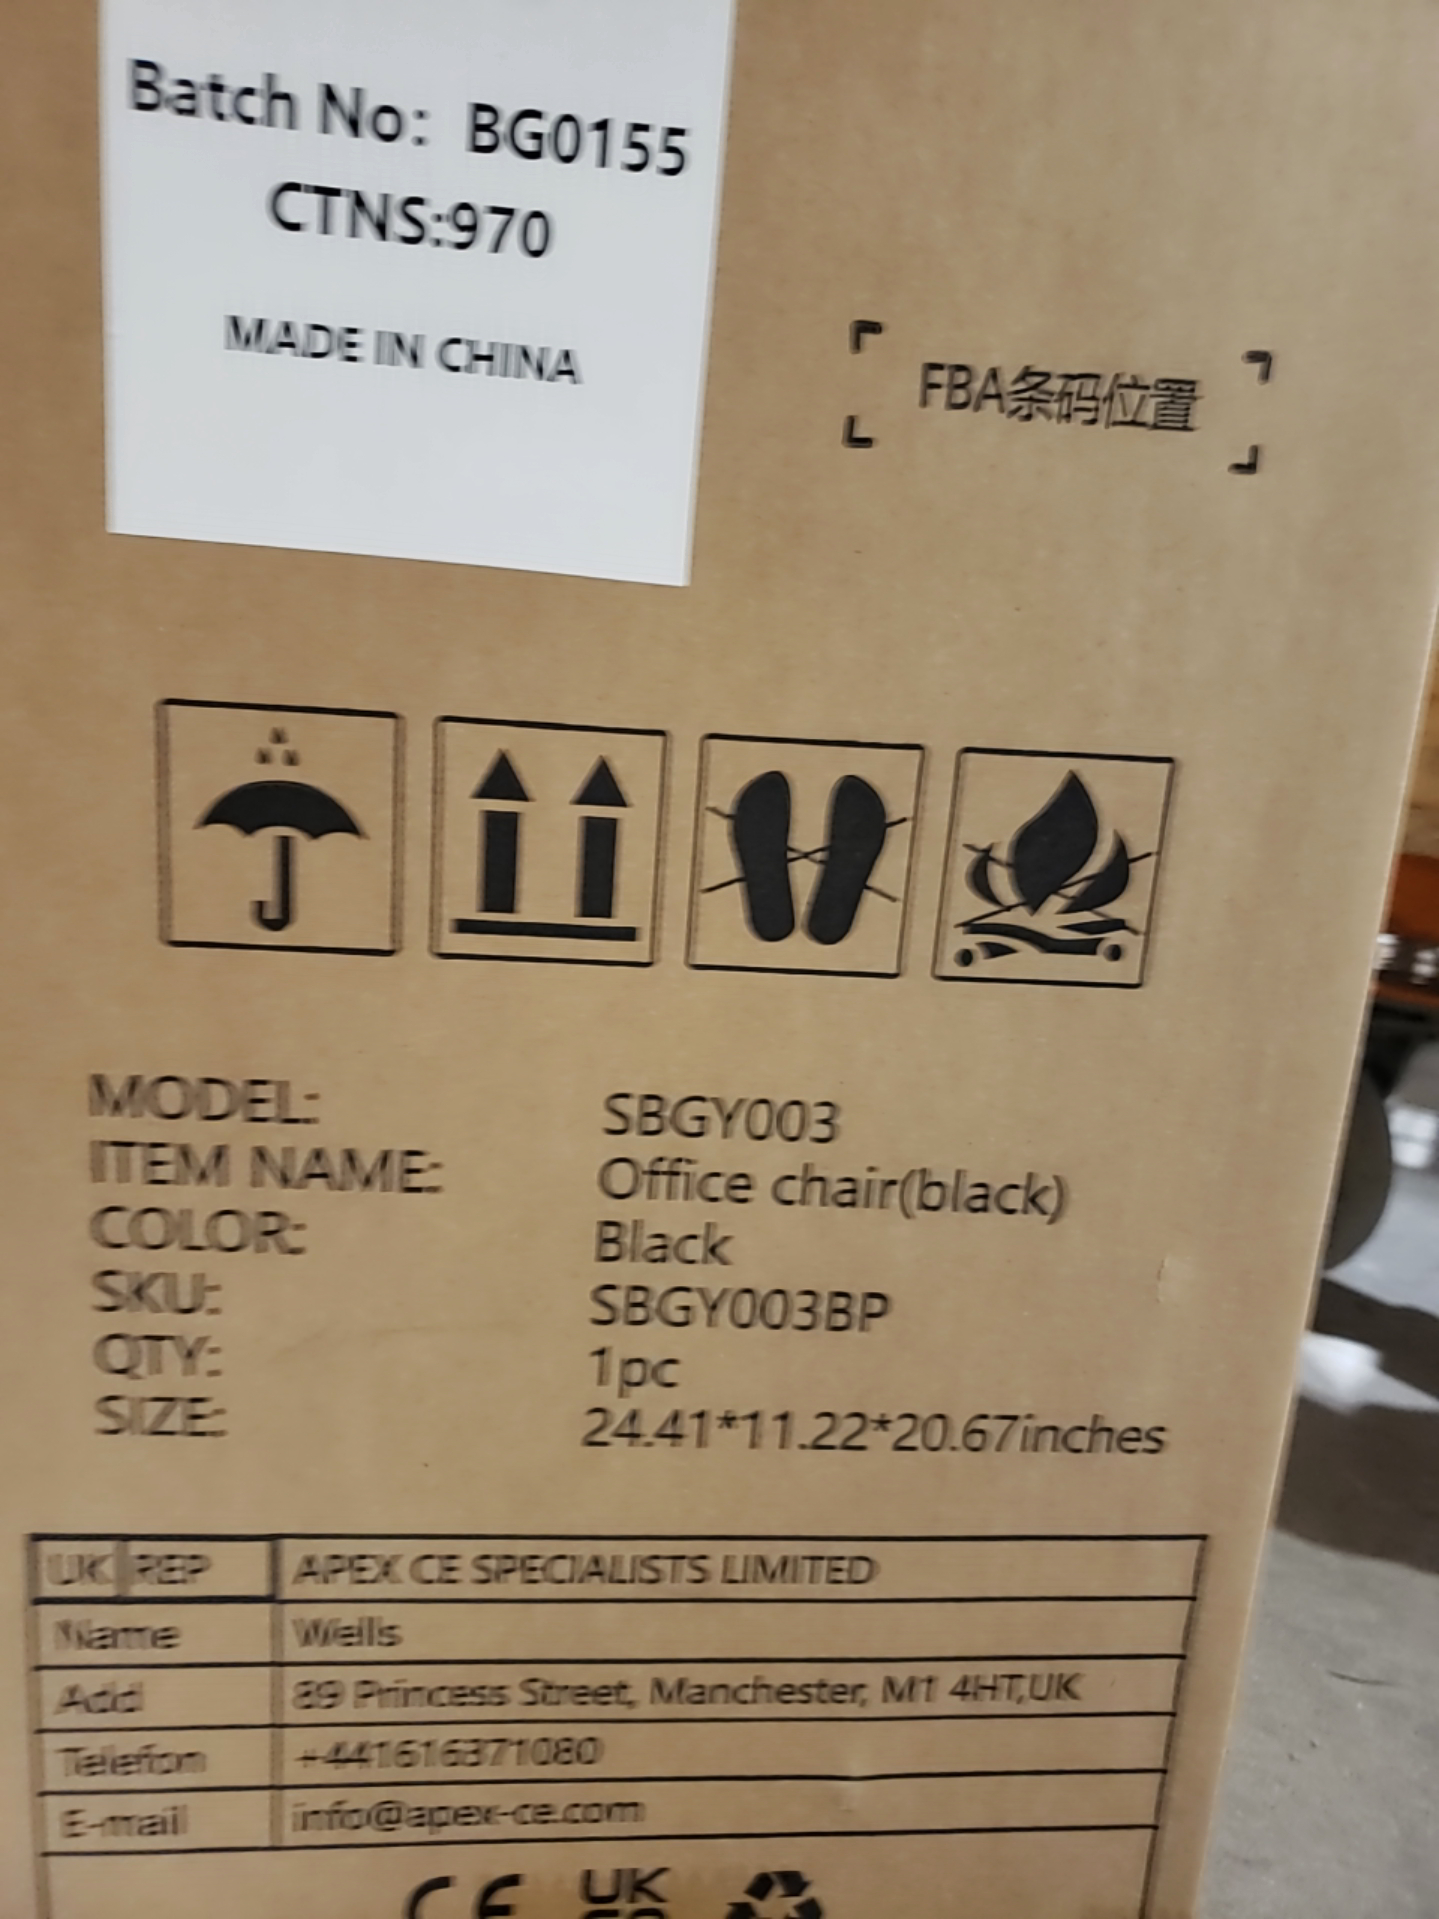 Batch No: BG0155
CTNS:970
MADE IN CHINA
FBA条码位置
MODEL: SBGY003
ITEM NAME: Office chair(black)
COLOR: Black
SKU: SBGY003BP
QTY: 1pc
SIZE: 24.41*11.22*20.67inches
UK REP APEX CE SPECIALISTS LIMITED
Name Wells
Add 89 Princess Street, Manchester, M1 4HT,UK
Telefon +441616371080
E-mail info@apex-ce.com
CE UK
CA